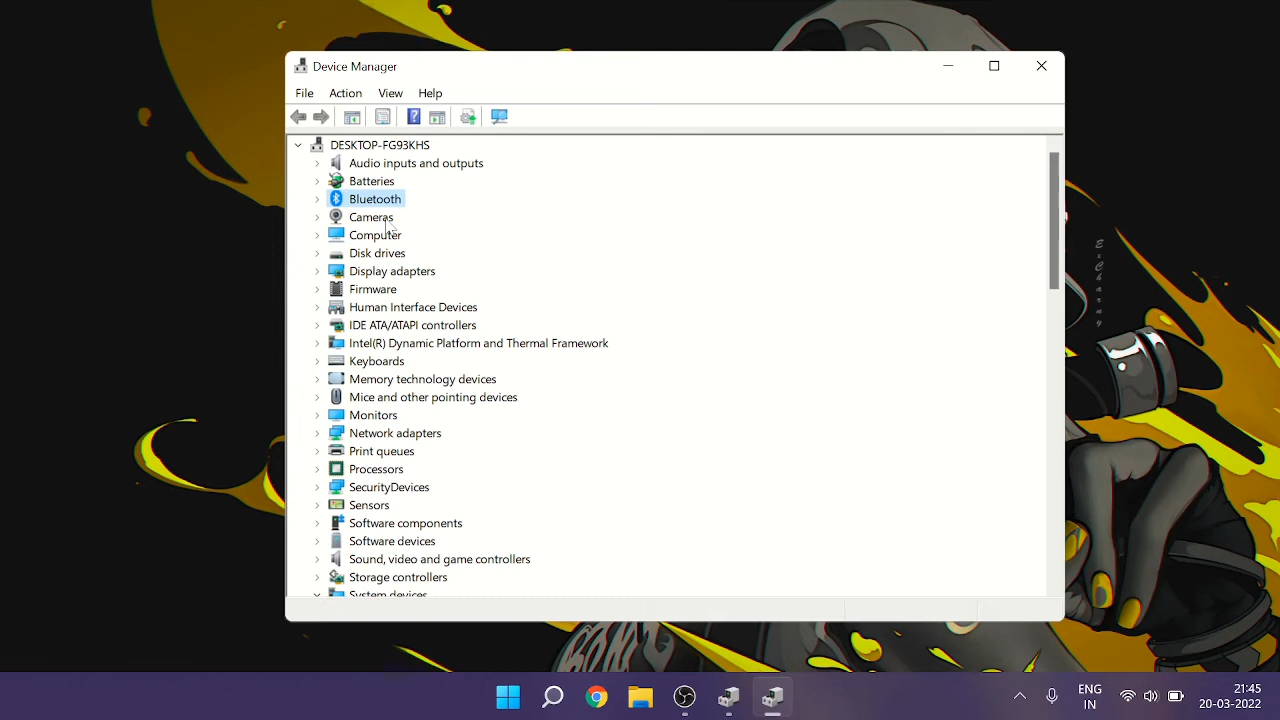 Device Manager
File Action View Help
DESKTOP-FG93KHS
Audio inputs and outputs
Batteries
Bluetooth
Cameras
Computer
Disk drives
Display adapters
Firmware
Human Interface Devices
IDE ATA/ATAPI controllers
Intel(R) Dynamic Platform and Thermal Framework
Keyboards
Memory technology devices
Mice and other pointing devices
Monitors
Network adapters
Print queues
Processors
SecurityDevices
Sensors
Software components
Software devices
Sound, video and game controllers
Storage controllers
System devices
ENG
IN
21:45
20-03-2022